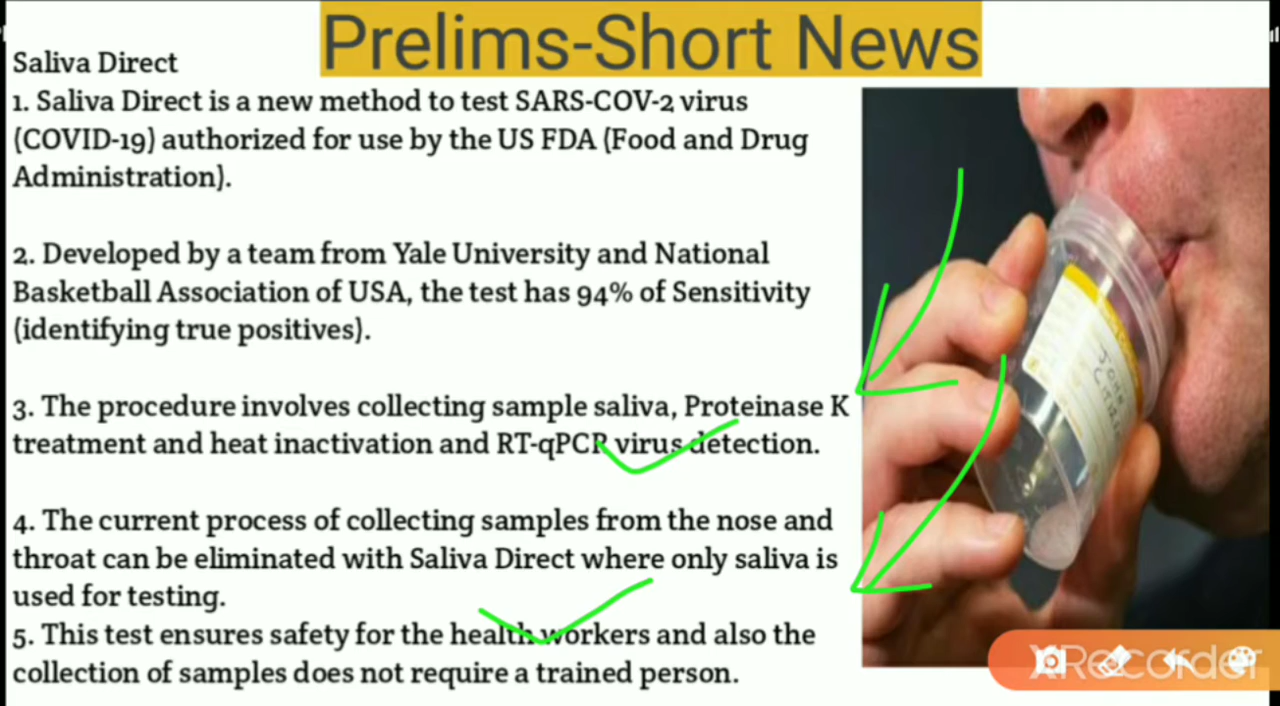 Prelims-Short News
Saliva Direct
1. Saliva Direct is a new method to test SARS-COV-2 virus
(COVID-19) authorized for use by the US FDA (Food and Drug
Administration).
2. Developed by a team from Yale University and National
Basketball Association of USA, the test has 94% of Sensitivity
(identifying true positives).
3. The procedure involves collecting sample saliva, Proteinase K
treatment and heat inactivation and RT-qPCR virus detection.
4. The current process of collecting samples from the nose and
throat can be eliminated with Saliva Direct where only saliva is
used for testing.
5. This test ensures safety for the health workers and also the
collection of samples does not require a trained person.
JOHN
XRecorder